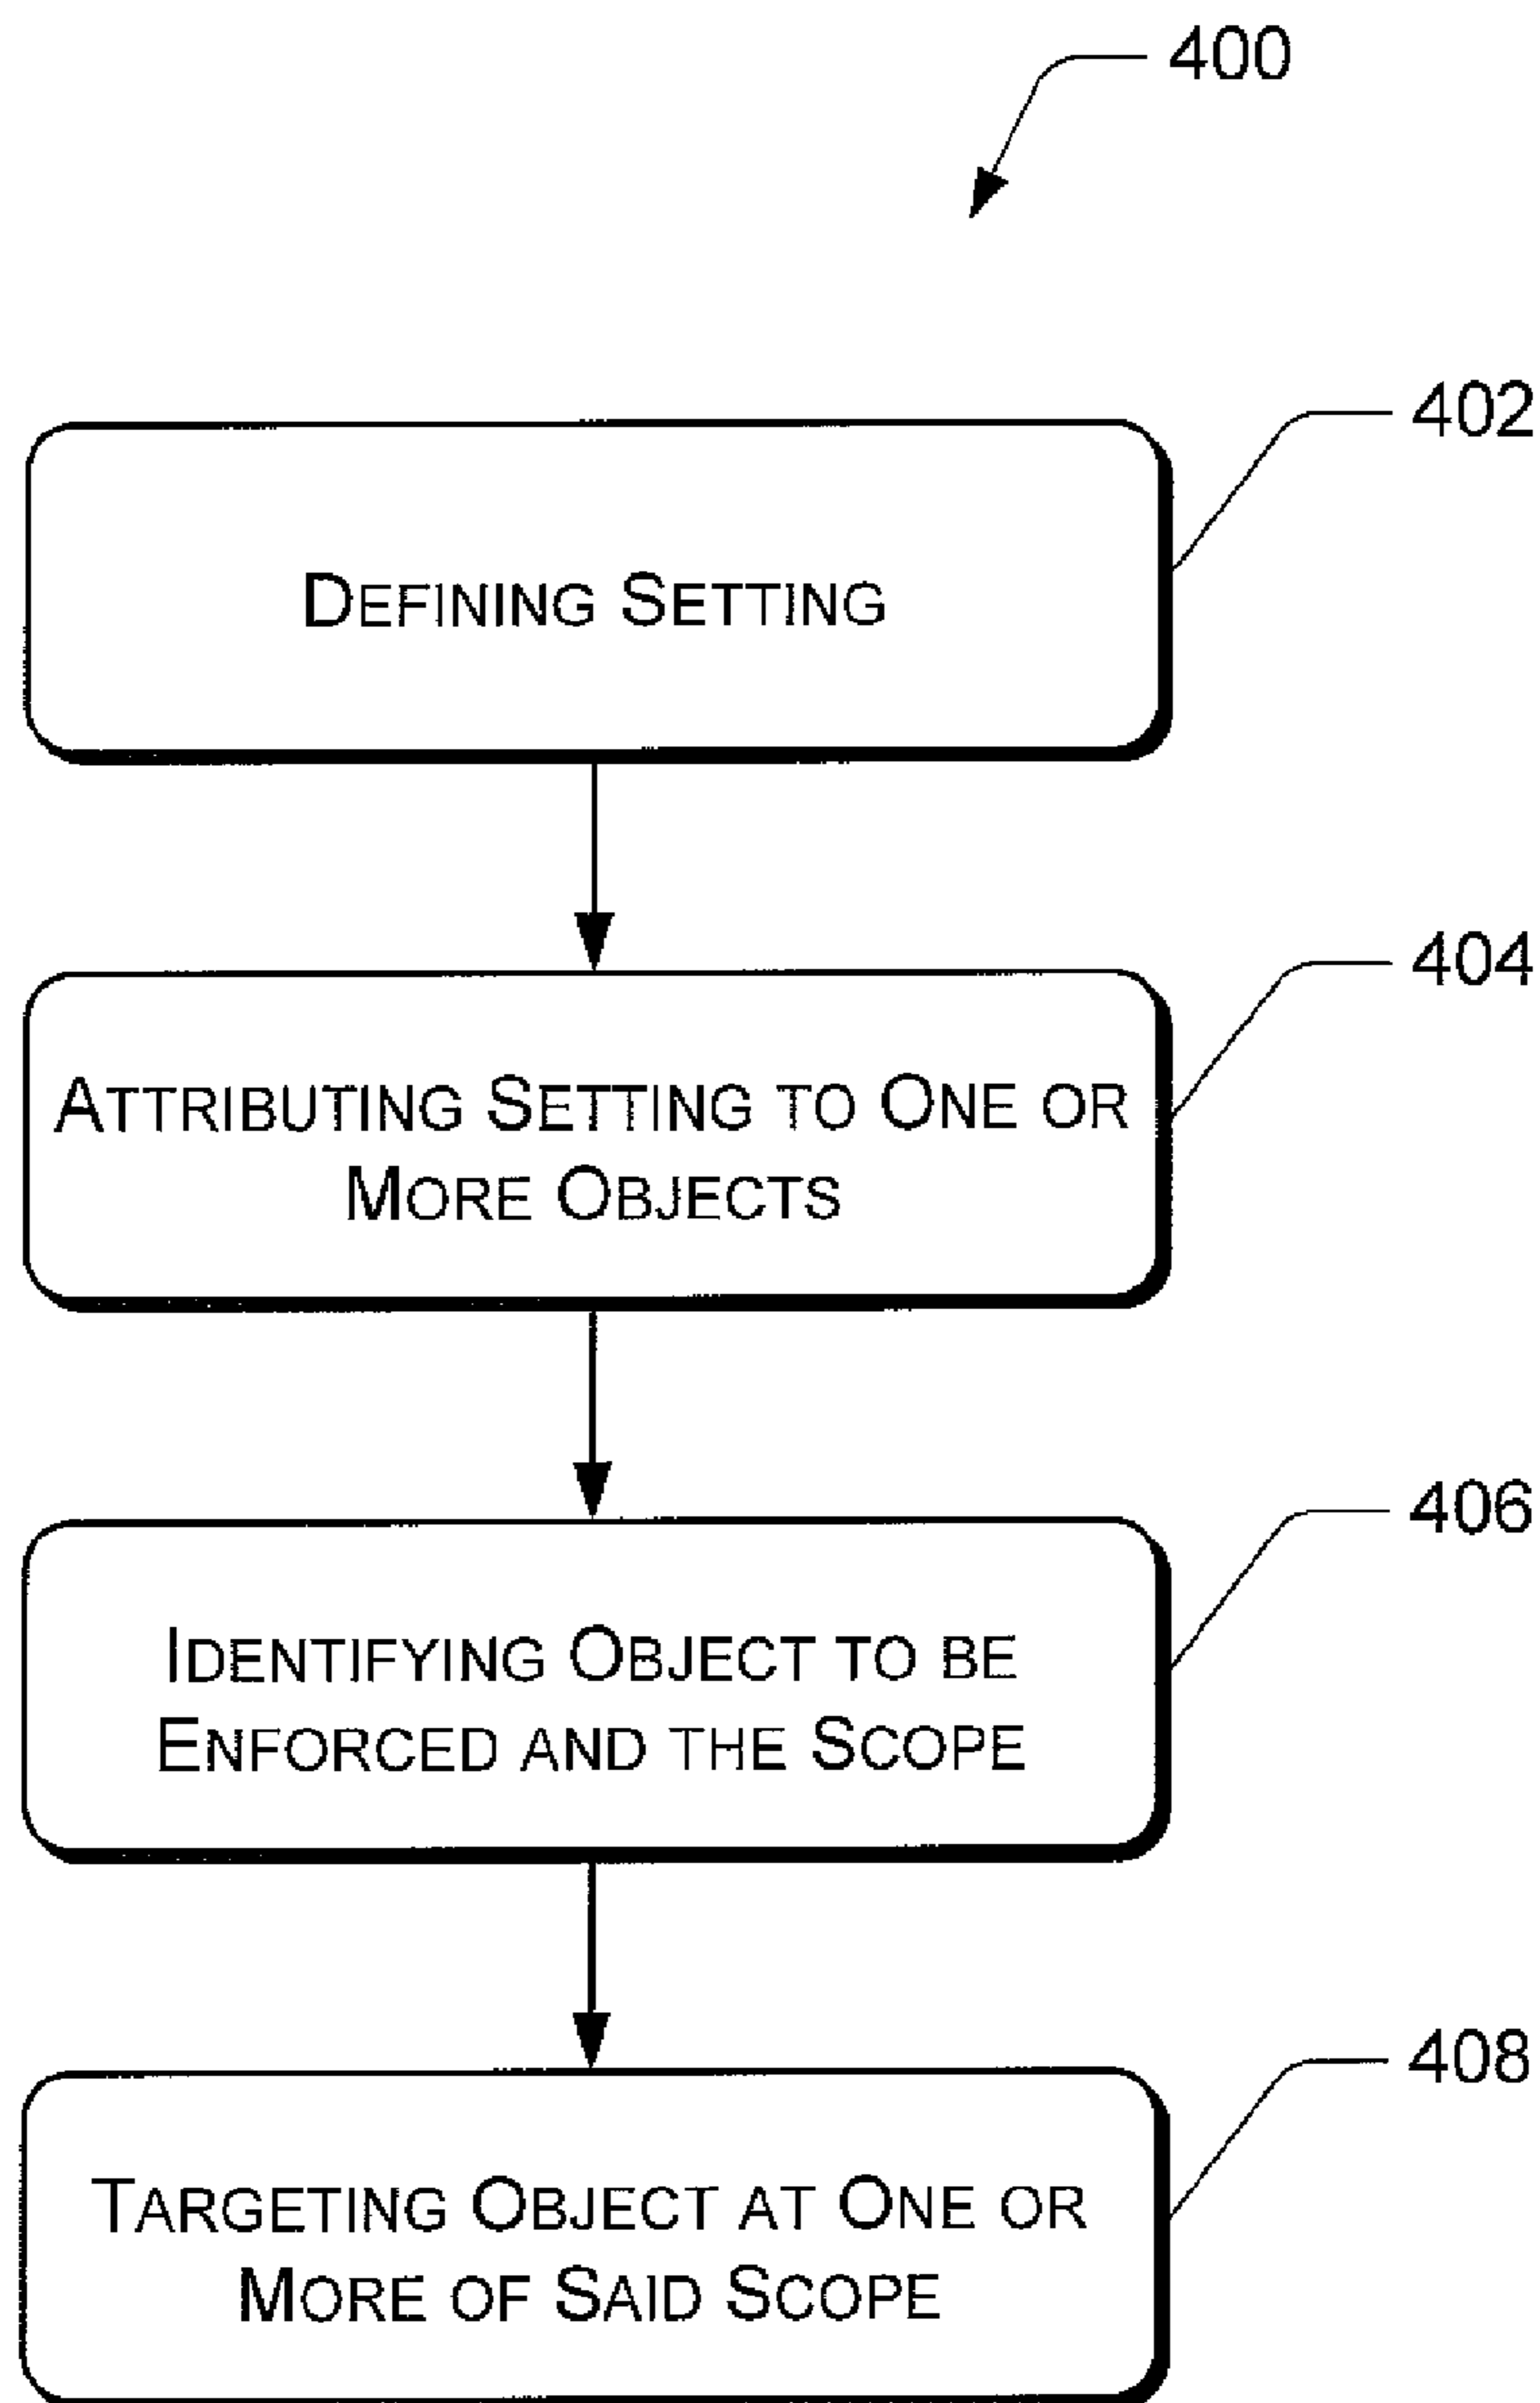 400
402
DEFINING SETTING
404
ATTRIBUTING SETTING TO ONE OR
MORE OBJECTS
406
IDENTIFYING OBJECT TO BE
ENFORCED AND THE SCOPE
408
TARGETING OBJECT AT ONE OR
MORE OF SAID SCOPE